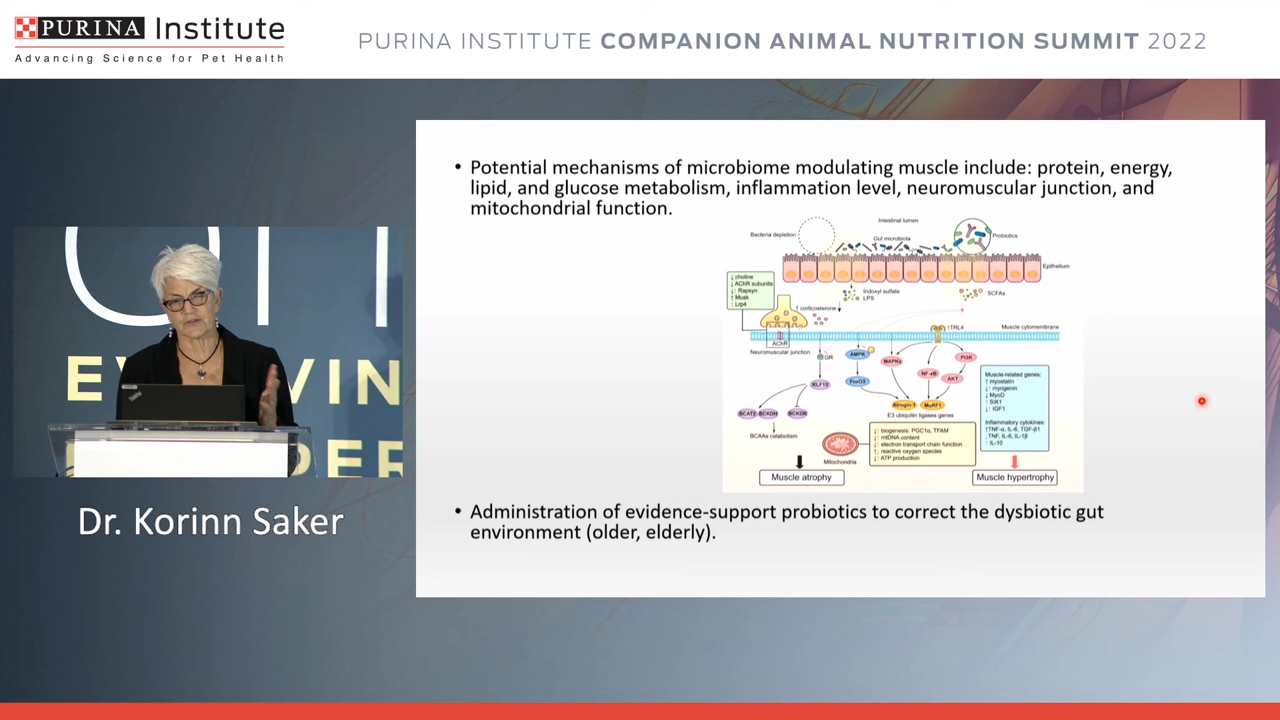 PURINA Institute
Advancing Science for Pet Health
PURINA INSTITUTE COMPANION ANIMAL NUTRITION SUMMIT 2022
• Potential mechanisms of microbiome modulating muscle include: protein, energy,
lipid, and glucose metabolism, inflammation level, neuromuscular junction, and
mitochondrial function.
Intestinal lumen
Bacteria depletion
Gut microbiota
Probiotics
Epithelium
↓ choline
↓ AChR subunits
↓↑ Rapsyn
↑ Musk
↑ Lrp4
Indoxyl sulfate
LPS
SCFAs
↑ corticosterone
↑TRL4
Muscle cytomembrane
AChR
Neuromuscular junction
GR
AMPK
MAPKs
PI3K
NF-κB
AKT
KLF15
FoxO3
Atrogin-1
MuRF1
E3 ubiquitin ligases genes
BCAT2
BCKDH
BCKDK
BCAAs catabolism
Mitochondria
↓ biogenesis: PGC1α, TFAM
↓ mtDNA content
↓ electron transport chain function
↑ reactive oxygen species
↓ ATP production
Muscle-related genes:
↑ myostatin
↓ myogenin
↓ MyoD
↑ SIK1
↓ IGF1
Inflammatory cytokines:
↑TNF-α, IL-6, TGF-β1
↓TNF, IL-6, IL-1β
↑ IL-10
Muscle atrophy
Muscle hypertrophy
• Administration of evidence-support probiotics to correct the dysbiotic gut
environment (older, elderly).
EV VIN
DER
Dr. Korinn Saker